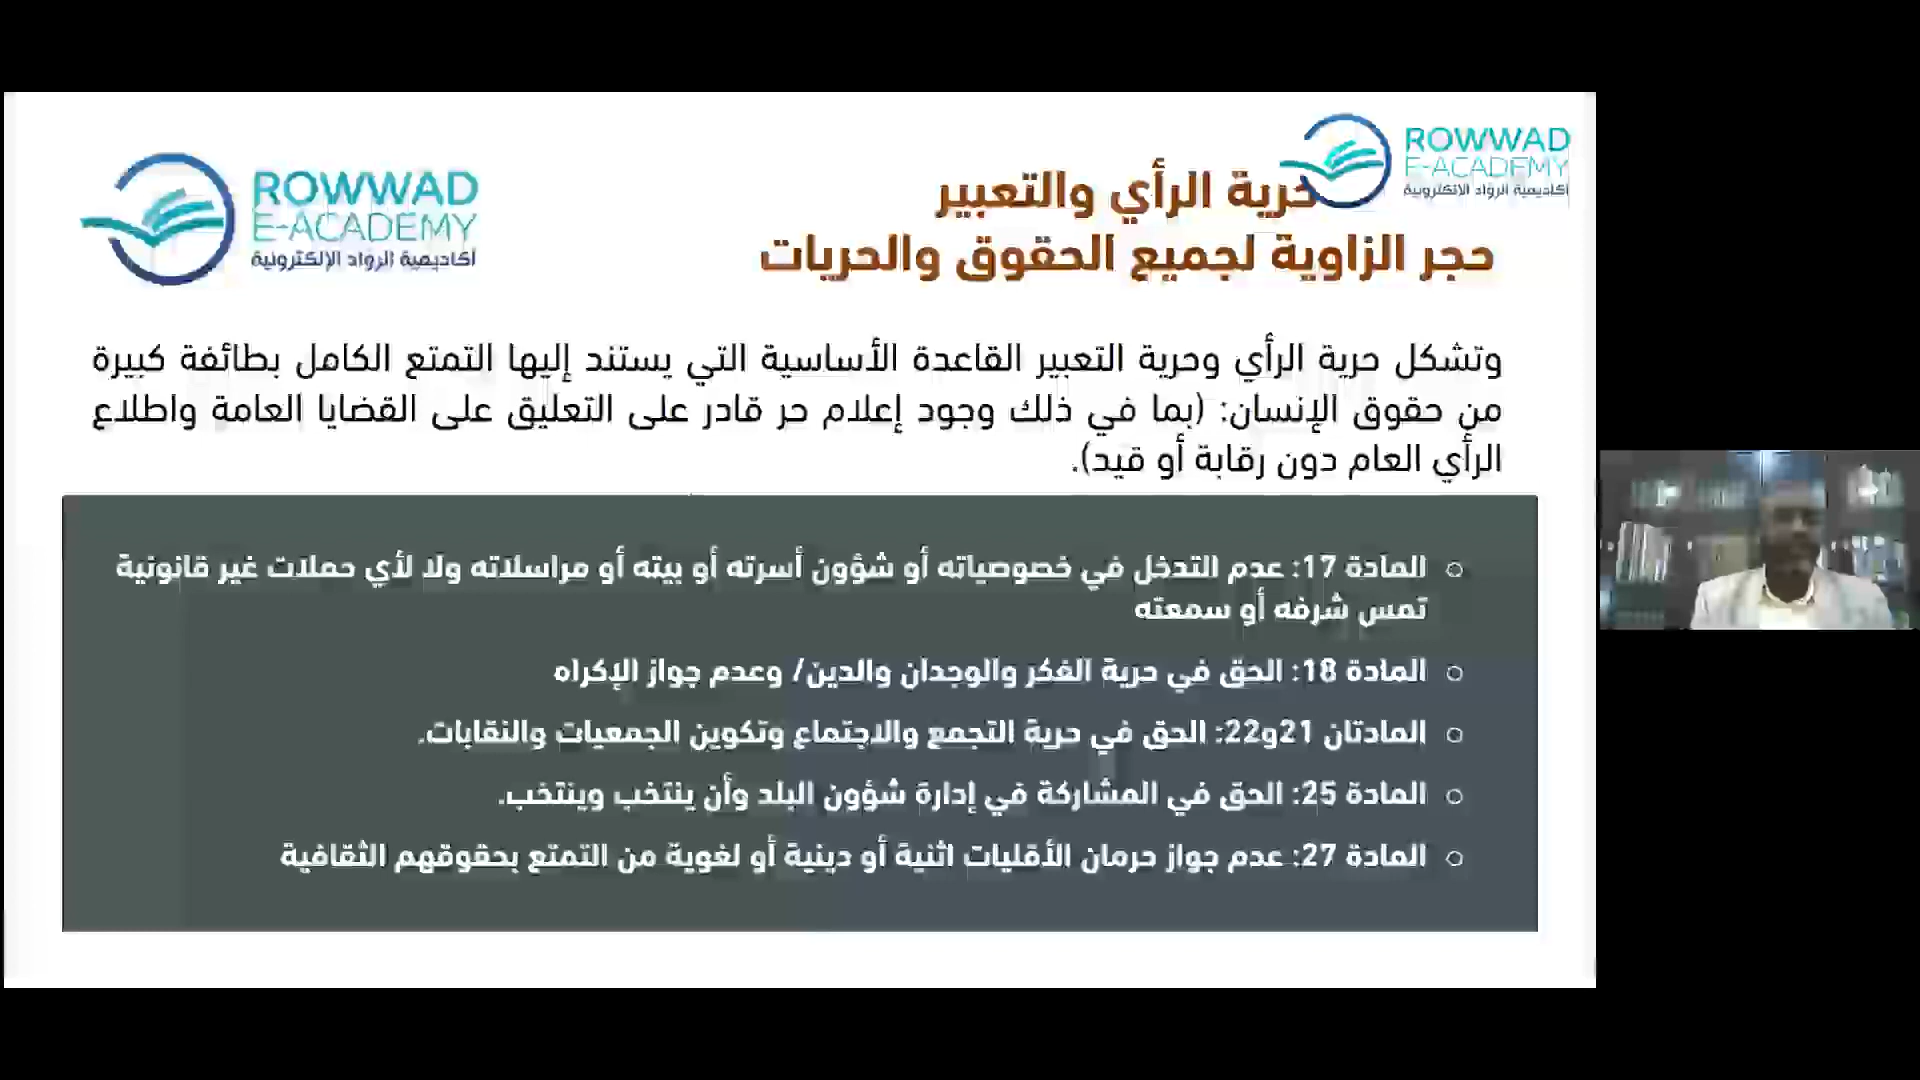 ROWWAD
E-ACADEMY
أكاديمية الرواد الإلكترونية
ROWWAD
E-ACADEMY
أكاديمية الرواد الإلكترونية
حرية الرأي والتعبير
حجر الزاوية لجميع الحقوق والحريات
وتشكل حرية الرأي وحرية التعبير القاعدة الأساسية التي يستند إليها التمتع الكامل بطائفة كبيرة
من حقوق الإنسان: (بما في ذلك وجود إعلام حر قادر على التعليق على القضايا العامة واطلاع
الرأي العام دون رقابة أو قيد).
المادة 17: عدم التدخل في خصوصياته أو شؤون أسرته أو بيته أو مراسلاته ولا لأي حملات غير قانونية
تمس شرفه أو سمعته
المادة 18: الحق في حرية الفكر والوجدان والدين/ وعدم جواز الإكراه
المادتان 21و22: الحق في حرية التجمع والاجتماع وتكوين الجمعيات والنقابات.
المادة 25: الحق في المشاركة في إدارة شؤون البلد وأن ينتخب وينتخب.
المادة 27: عدم جواز حرمان الأقليات اثنية أو دينية أو لغوية من التمتع بحقوقهم الثقافية